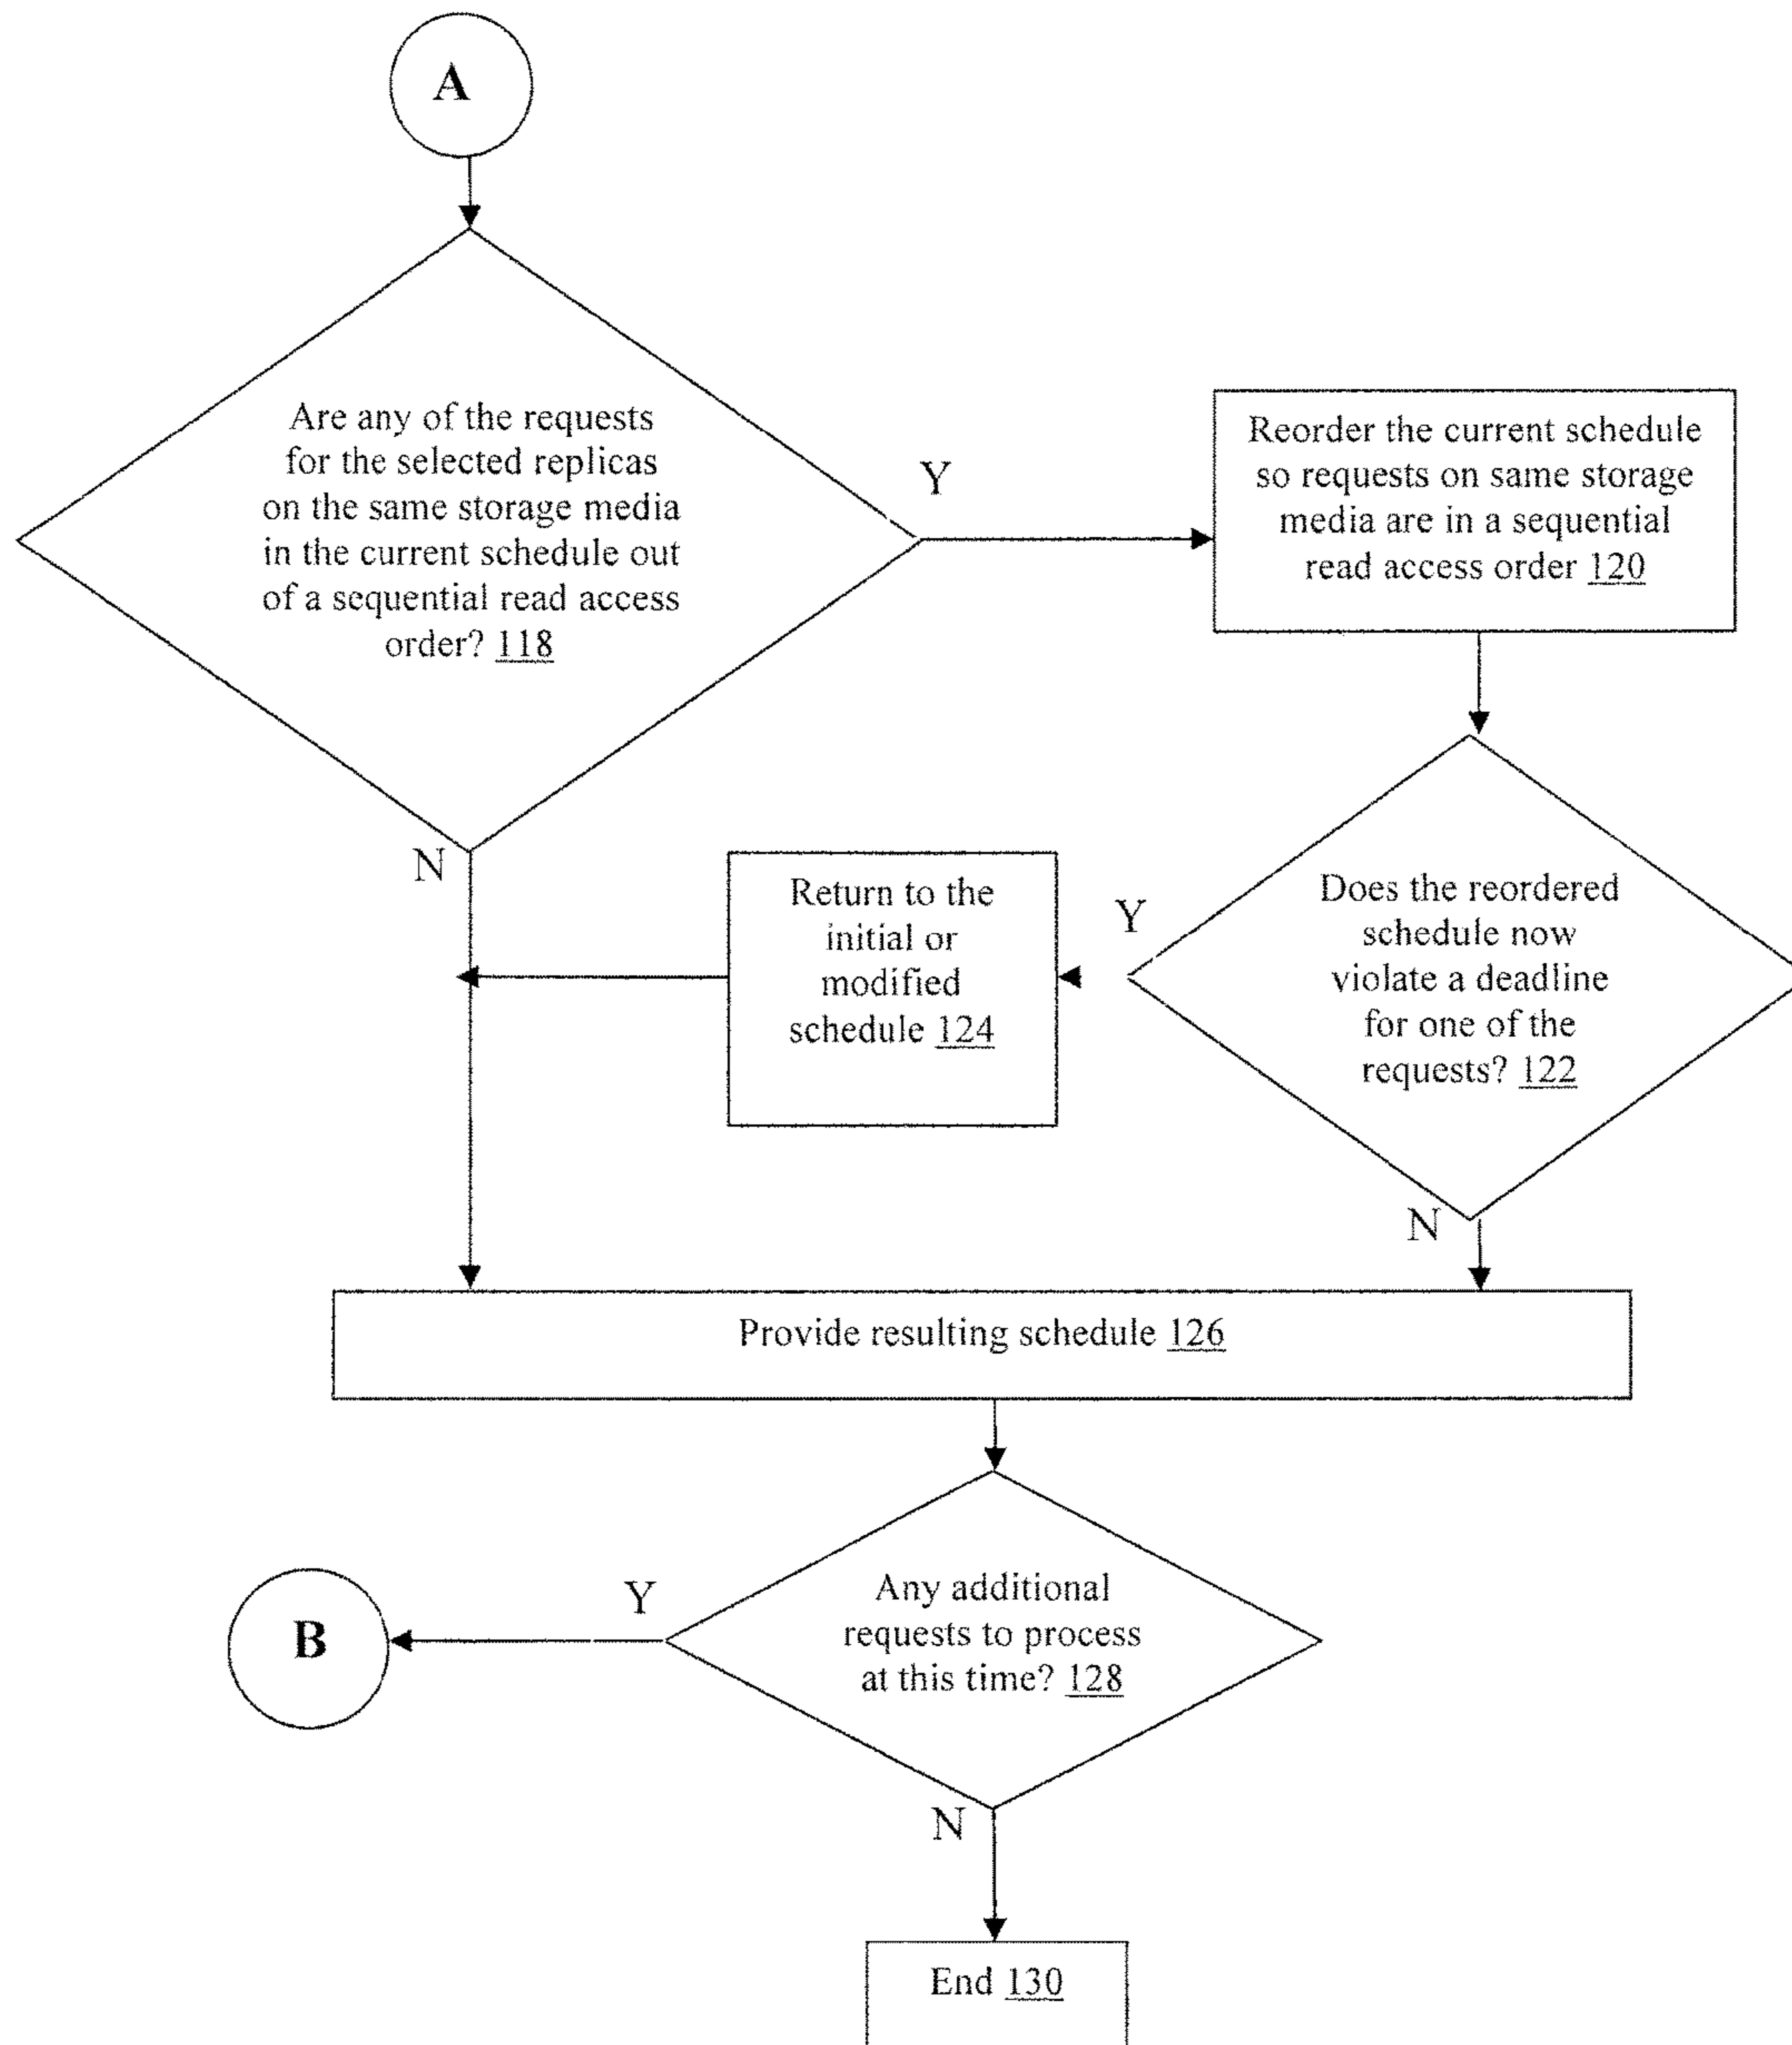 A
Are any of the requests
for the selected replicas
on the same storage media
in the current schedule out
of a sequential read access
order? 118
Y
Reorder the current schedule
so requests on same storage
media are in a sequential
read access order 120
N
Return to the
initial or
modified
schedule 124
Y
Does the reordered
schedule now
violate a deadline
for one of the
requests? 122
N
Provide resulting schedule 126
B
Y
Any additional
requests to process
at this time? 128
N
End 130